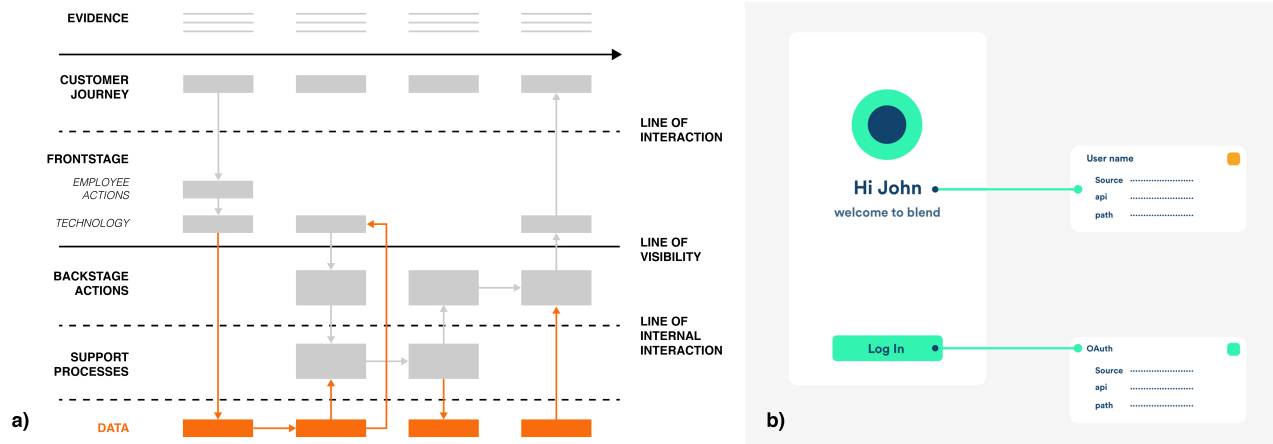 EVIDENCE
CUSTOMER
JOURNEY
LINE OF
INTERACTION
FRONTSTAGE
EMPLOYEE
ACTIONS
TECHNOLOGY
LINE OF
VISIBILITY
BACKSTAGE
ACTIONS
LINE OF
INTERNAL
INTERACTION
SUPPORT
PROCESSES
a)
DATA
Hi John
welcome to blend
Log In
User name
Source
api
path
OAuth
Source
api
path
b)